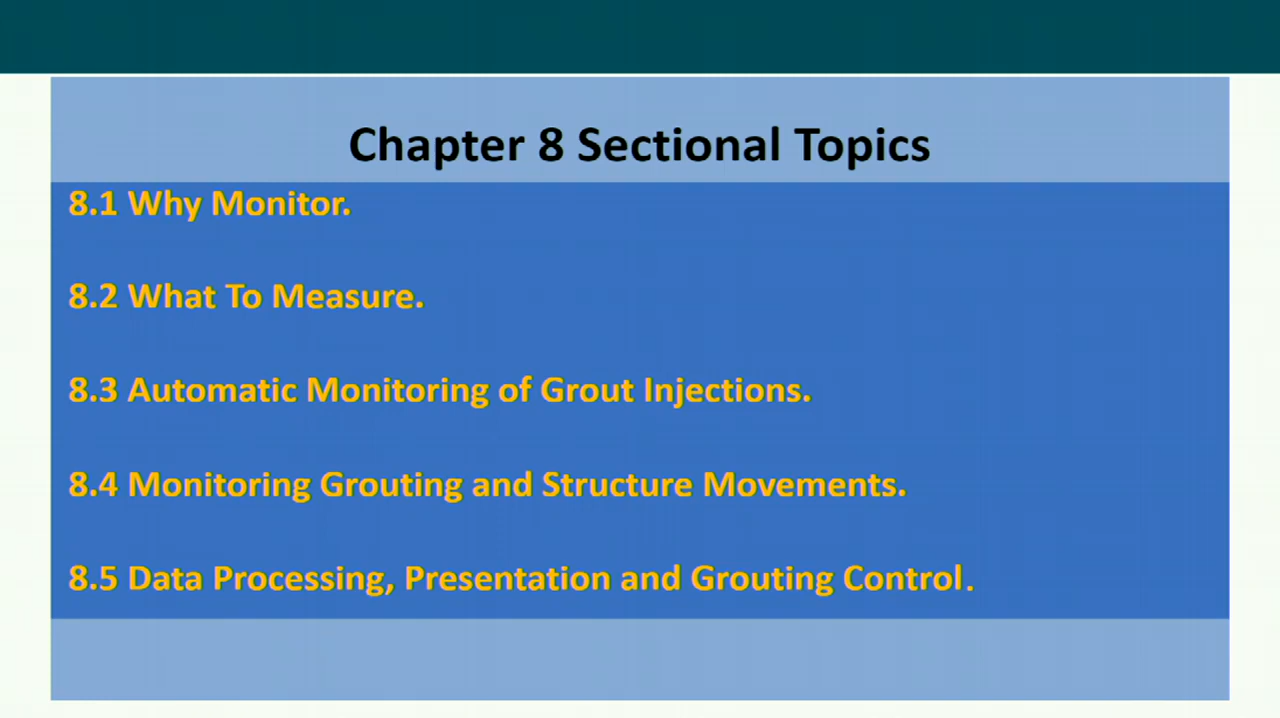 Chapter 8 Sectional Topics
8.1 Why Monitor.
8.2 What To Measure.
8.3 Automatic Monitoring of Grout Injections.
8.4 Monitoring Grouting and Structure Movements.
8.5 Data Processing, Presentation and Grouting Control.